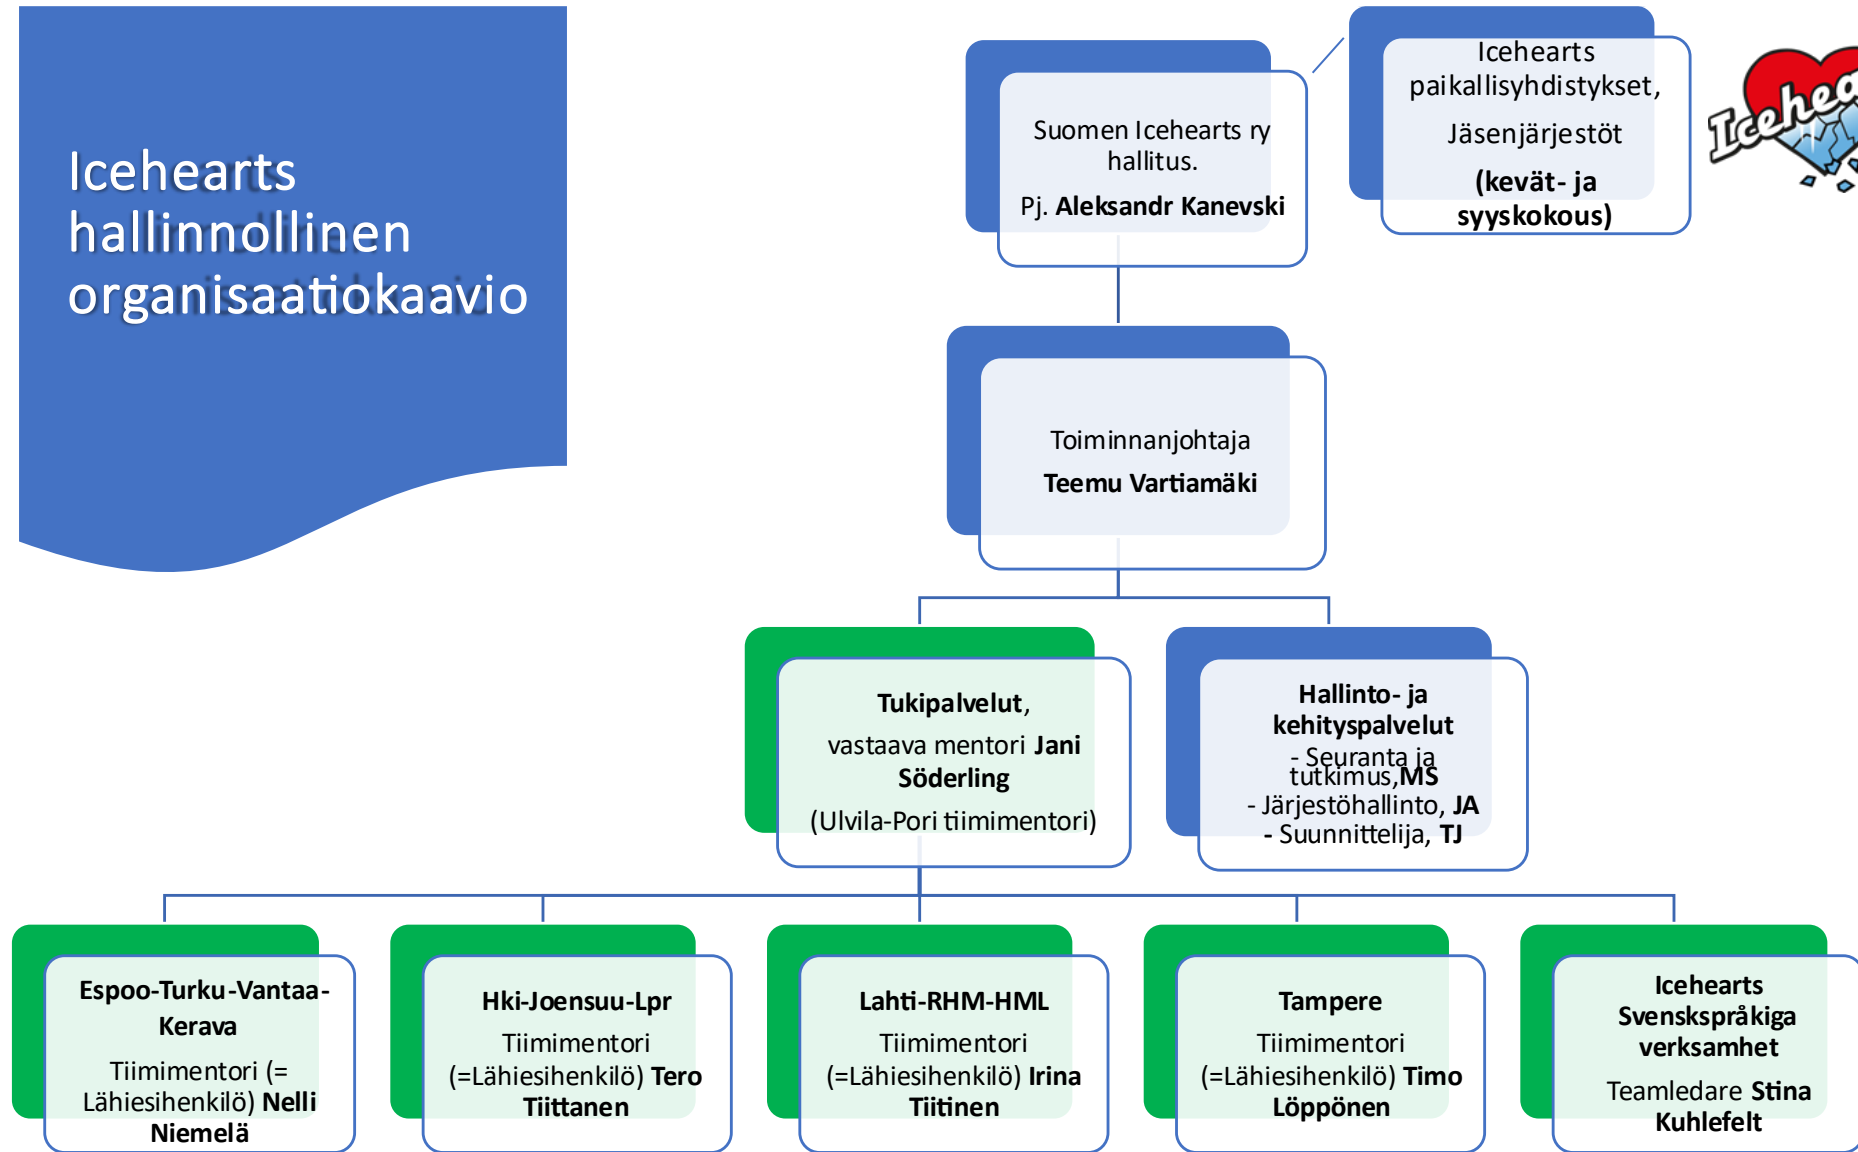 Icehearts
hallinnollinen
organisaatiokaavio
Suomen Icehearts ry
hallitus.
Pj. Aleksandr Kanevski
Icehearts
paikallisyhdistykset,
Jäsenjärjestöt
(kevät- ja
syyskokous)
Toiminnanjohtaja
Teemu Vartiamäki
Tukipalvelut,
vastaava mentori Jani
Söderling
(Ulvila-Pori tiimimentori)
Hallinto- ja
kehityspalvelut
- Seuranta ja
tutkimus,MS
- Järjestöhallinto, JA
- Suunnittelija, TJ
Espoo-Turku-Vantaa-
Kerava
Tiimimentori (=
Lähiesihenkilö) Nelli
Niemelä
Hki-Joensuu-Lpr
Tiimimentori
(=Lähiesihenkilö) Tero
Tiittanen
Lahti-RHM-HML
Tiimimentori
(=Lähiesihenkilö) Irina
Tiitinen
Tampere
Tiimimentori
(=Lähiesihenkilö) Timo
Löppönen
Icehearts
Svenskspråkiga
verksamhet
Teamledare Stina
Kuhlefelt